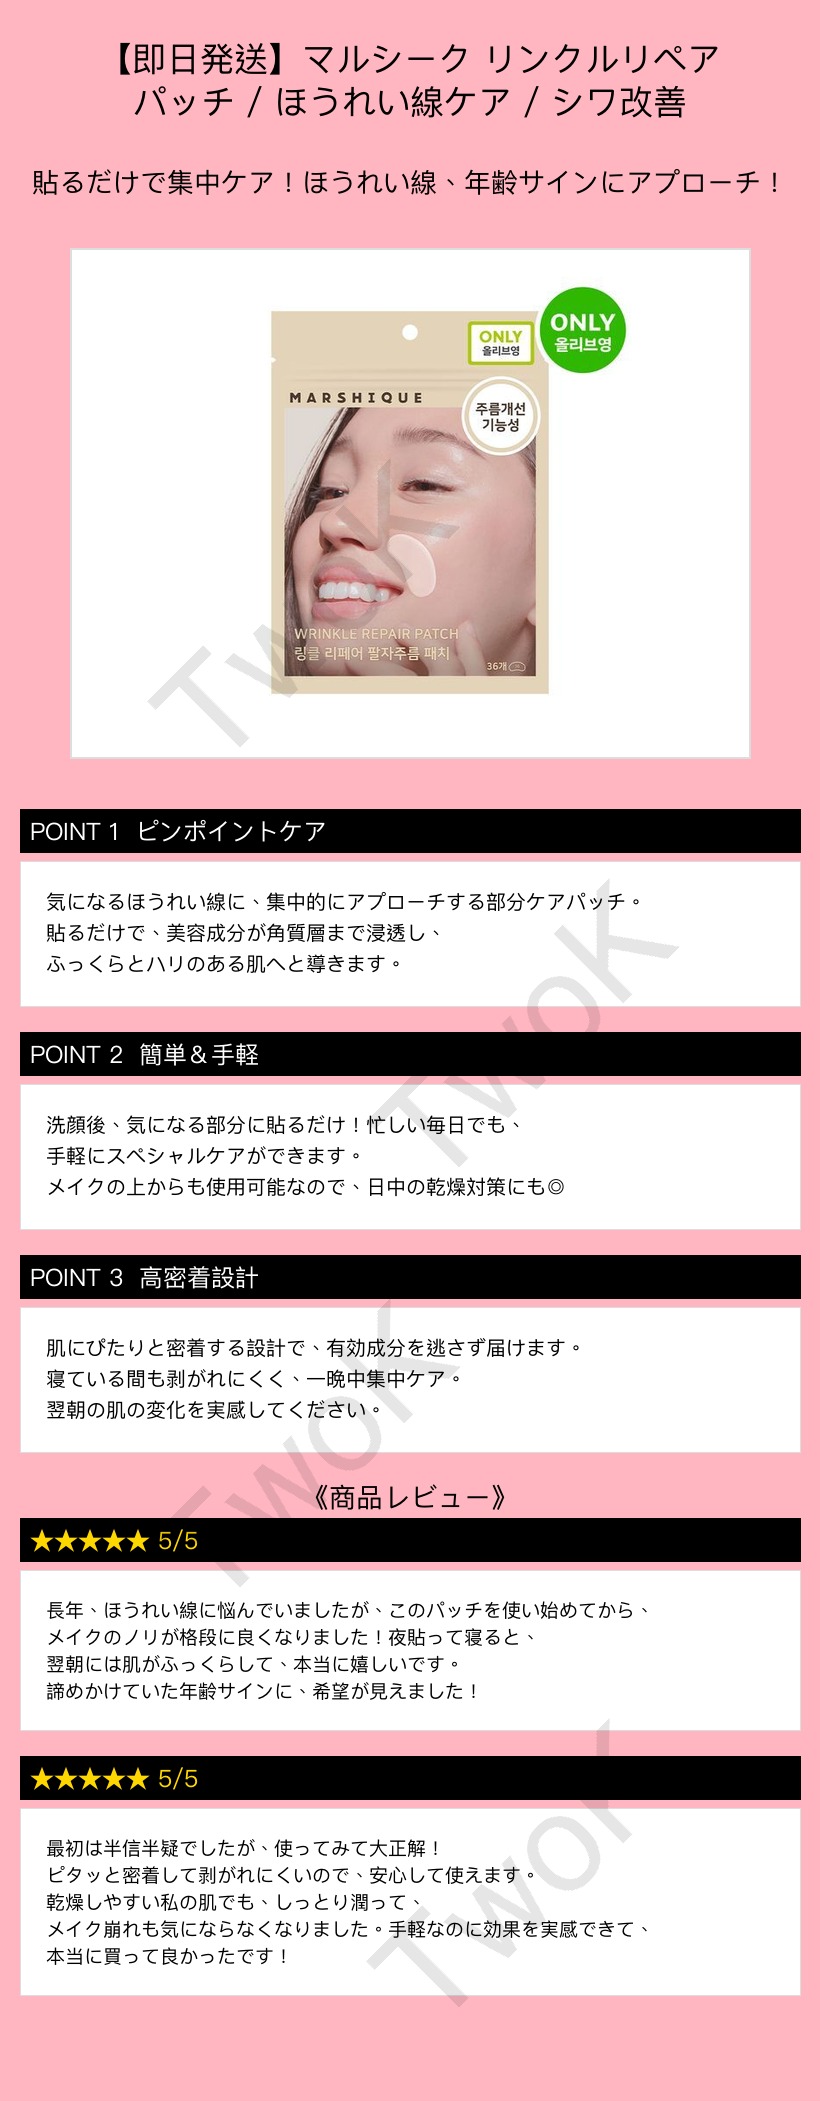 【即日発送】マルシーク リンクルリペア
パッチ / ほうれい線ケア / シワ改善
貼るだけで集中ケア！ほうれい線、年齢サインにアプローチ！
ONLY
올리브영
ONLY
올리브영
MARSHIQUE
주름개선
기능성
WRINKLE REPAIR PATCH
링클 리페어 팔자주름 패치
36개
TwoK
POINT 1 ピンポイントケア
気になるほうれい線に、集中的にアプローチする部分ケアパッチ。
貼るだけで、美容成分が角質層まで浸透し、
ふっくらとハリのある肌へと導きます。
TwoK
POINT 2 簡単＆手軽
洗顔後、気になる部分に貼るだけ！忙しい毎日でも、
手軽にスペシャルケアができます。
メイクの上からも使用可能なので、日中の乾燥対策にも◎
POINT 3 高密着設計
肌にぴたりと密着する設計で、有効成分を逃さず届けます。
寝ている間も剥がれにくく、一晩中集中ケア。
翌朝の肌の変化を実感してください。
TwoK
《商品レビュー》
★★★★★ 5/5
長年、ほうれい線に悩んでいましたが、このパッチを使い始めてから、
メイクのノリが格段に良くなりました！夜貼って寝ると、
翌朝には肌がふっくらして、本当に嬉しいです。
諦めかけていた年齢サインに、希望が見えました！
★★★★★ 5/5
最初は半信半疑でしたが、使ってみて大正解！
ピタッと密着して剥がれにくいので、安心して使えます。
乾燥しやすい私の肌でも、しっとり潤って、
メイク崩れも気にならなくなりました。手軽なのに効果を実感できて、
本当に買って良かったです！
TwoK